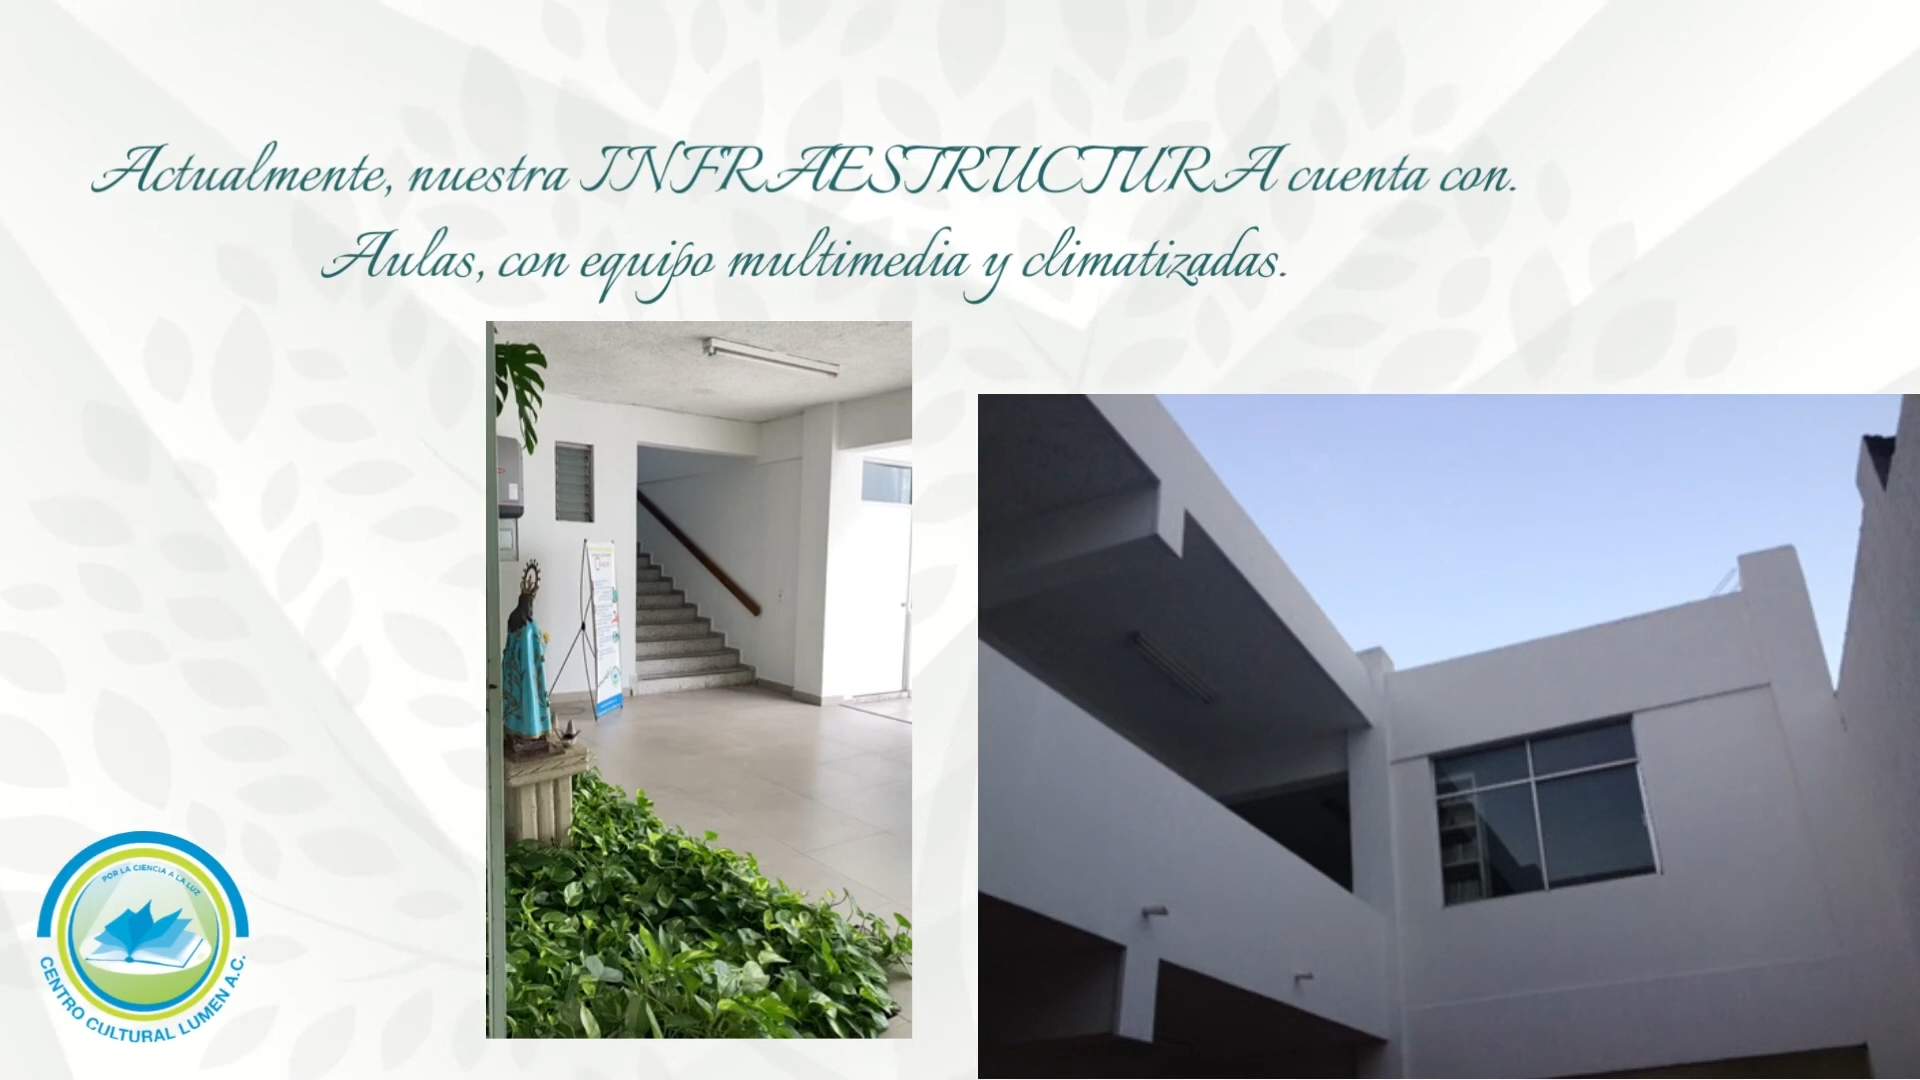 Actualmente, nuestra INFRAESTRUCTURA cuenta con.
Aulas, con equipo multimedia y climatizadas.
POR LA CIENCIA A LA LUZ
CENTRO CULTURAL LUMEN A.C.